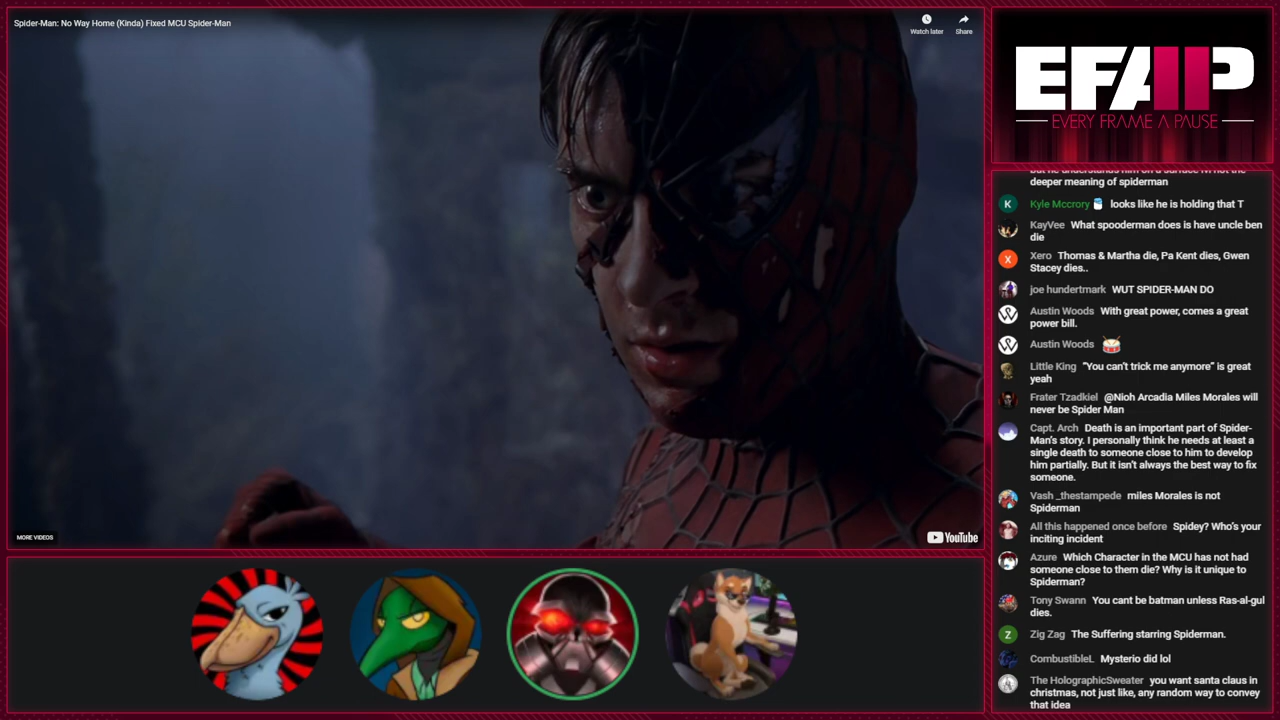 Spider-Man: No Way Home (Kinda) Fixed MCU Spider-Man
Watch later
Share
MORE VIDEOS
YouTube
EFAP
EVERY FRAME A PAUSE
deeper meaning of spiderman
K
Kyle Mccrory looks like he is holding that T
KayVee What spooderman does is have uncle ben
die
X
Xero Thomas & Martha die, Pa Kent dies, Gwen
Stacey dies..
joe hundertmark WUT SPIDER-MAN DO
Austin Woods With great power, comes a great
power bill.
Austin Woods
Little King “You can’t trick me anymore” is great
yeah
Frater Tzadkiel @Nioh Arcadia Miles Morales will
never be Spider Man
Capt. Arch Death is an important part of Spider-
Man’s story. I personally think he needs at least a
single death to someone close to him to develop
him partially. But it isn’t always the best way to fix
someone.
Vash _thestampede miles Morales is not
Spiderman
All this happened once before Spidey? Who’s your
inciting incident
Azure Which Character in the MCU has not had
someone close to them die? Why is it unique to
Spiderman?
Tony Swann You cant be batman unless Ras-al-gul
dies.
Z
Zig Zag The Suffering starring Spiderman.
CombustibleL Mysterio did lol
The HolographicSweater you want santa claus in
christmas, not just like, any random way to convey
that idea